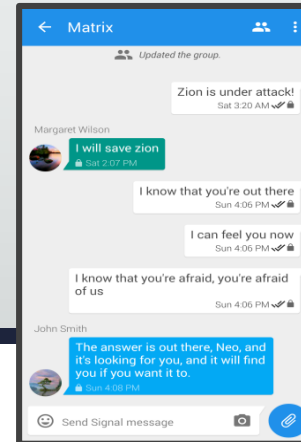 Matrix
Updated the group.
Zion is under attack!
Sat 3:20 AM
Margaret Wilson
I will save zion
Sat 2:07 PM
I know that you're out there
Sun 4:06 PM
I can feel you now
Sun 4:06 PM
I know that you're afraid, you're afraid
of us
Sun 4:06 PM
John Smith
The answer is out there, Neo, and
it's looking for you, and it will find
you if you want it to.
Sun 4:08 PM
Send Signal message